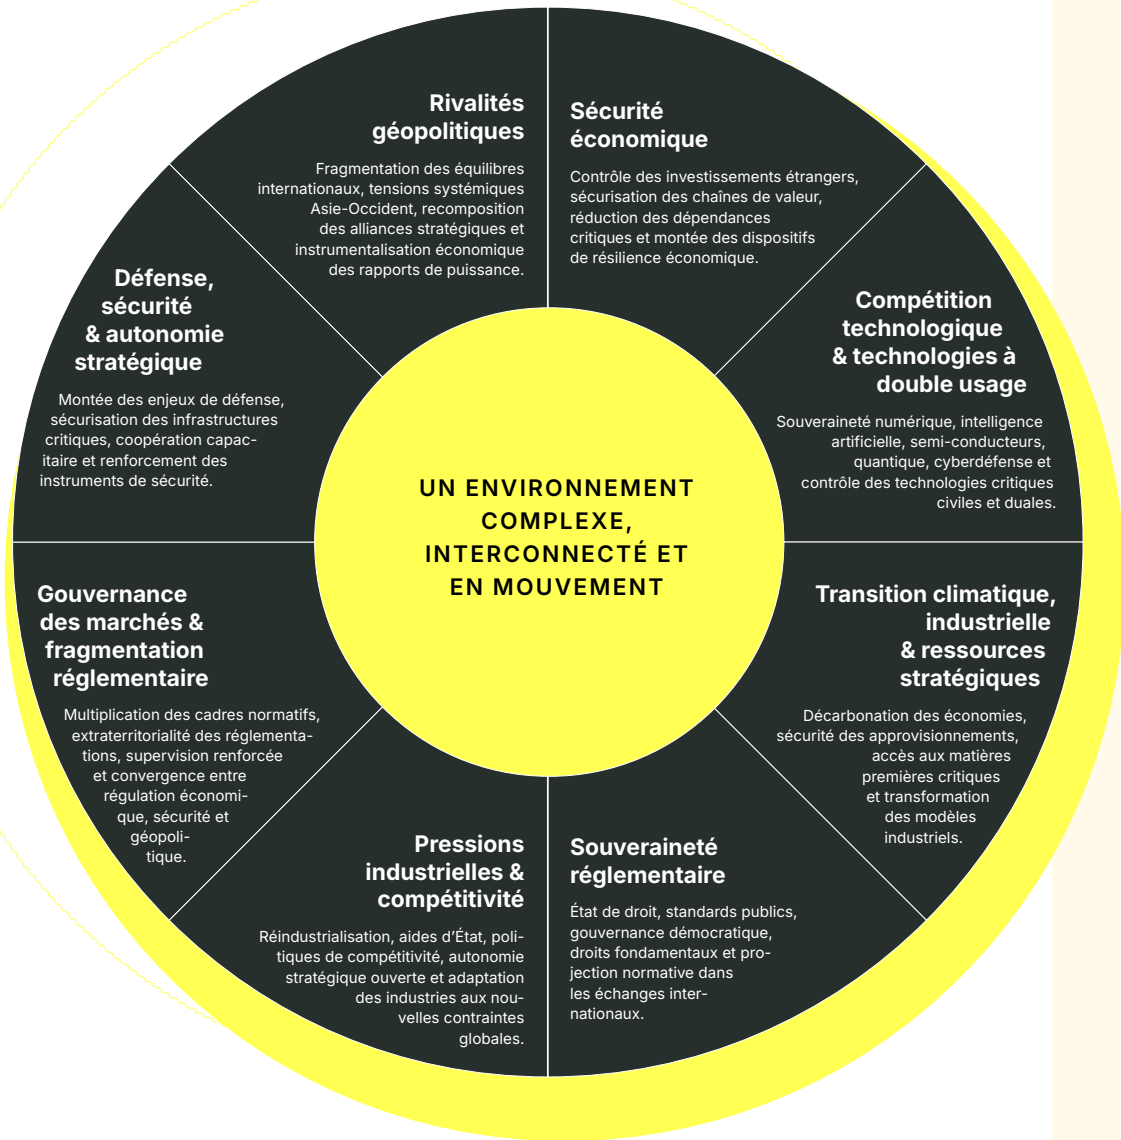 Rivalités
géopolitiques
Fragmentation des équilibres
internationaux, tensions systémiques
Asie-Occident, recomposition
des alliances stratégiques et
instrumentalisation économique
des rapports de puissance.
Sécurité
économique
Contrôle des investissements étrangers,
sécurisation des chaînes de valeur,
réduction des dépendances
critiques et montée des dispositifs
de résilience économique.
Compétition
technologique
& technologies à
double usage
Souveraineté numérique, intelligence
artificielle, semi-conducteurs,
quantique, cyberdéfense et
contrôle des technologies critiques
civiles et duales.
Transition climatique,
industrielle
& ressources
stratégiques
Décarbonation des économies,
sécurité des approvisionnements,
accès aux matières
premières critiques
et transformation
des modèles
industriels.
Souveraineté
réglementaire
État de droit, standards publics,
gouvernance démocratique,
droits fondamentaux et pro-
jection normative dans
les échanges inter-
nationaux.
Pressions
industrielles &
compétitivité
Réindustrialisation, aides d’État, poli-
tiques de compétitivité, autonomie
stratégique ouverte et adaptation
des industries aux nou-
velles contraintes
globales.
Gouvernance
des marchés &
fragmentation
réglementaire
Multiplication des cadres normatifs,
extraterritorialité des réglementa-
tions, supervision renforcée
et convergence entre
régulation économi-
que, sécurité et
géopoli-
tique.
Défense,
sécurité
& autonomie
stratégique
Montée des enjeux de défense,
sécurisation des infrastructures
critiques, coopération capac-
itaire et renforcement des
instruments de sécurité.
UN ENVIRONNEMENT
COMPLEXE,
INTERCONNECTÉ ET
EN MOUVEMENT